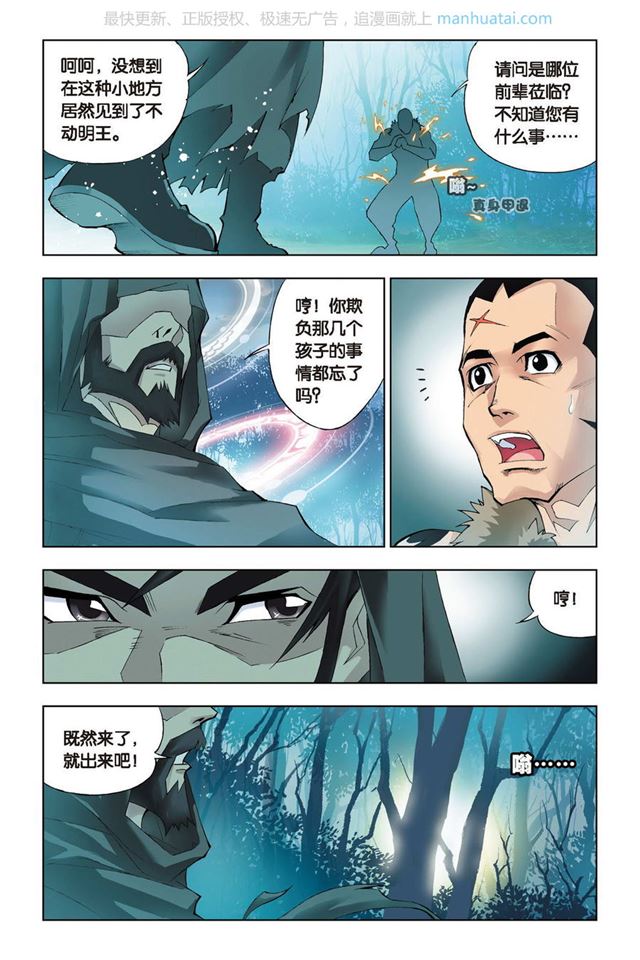 最快更新、正版授权、极速无广告，追漫画就上 manhuatai.com
呵呵，没想到
在这种小地方
居然见到了不
动明王。
请问是哪位
前辈莅临？
不知道您有
什么事……
嗡~
真身甲退
哼！你欺
负那几个
孩子的事
情都忘了
吗？
哼！
既然来了，
就出来吧！
嗡……